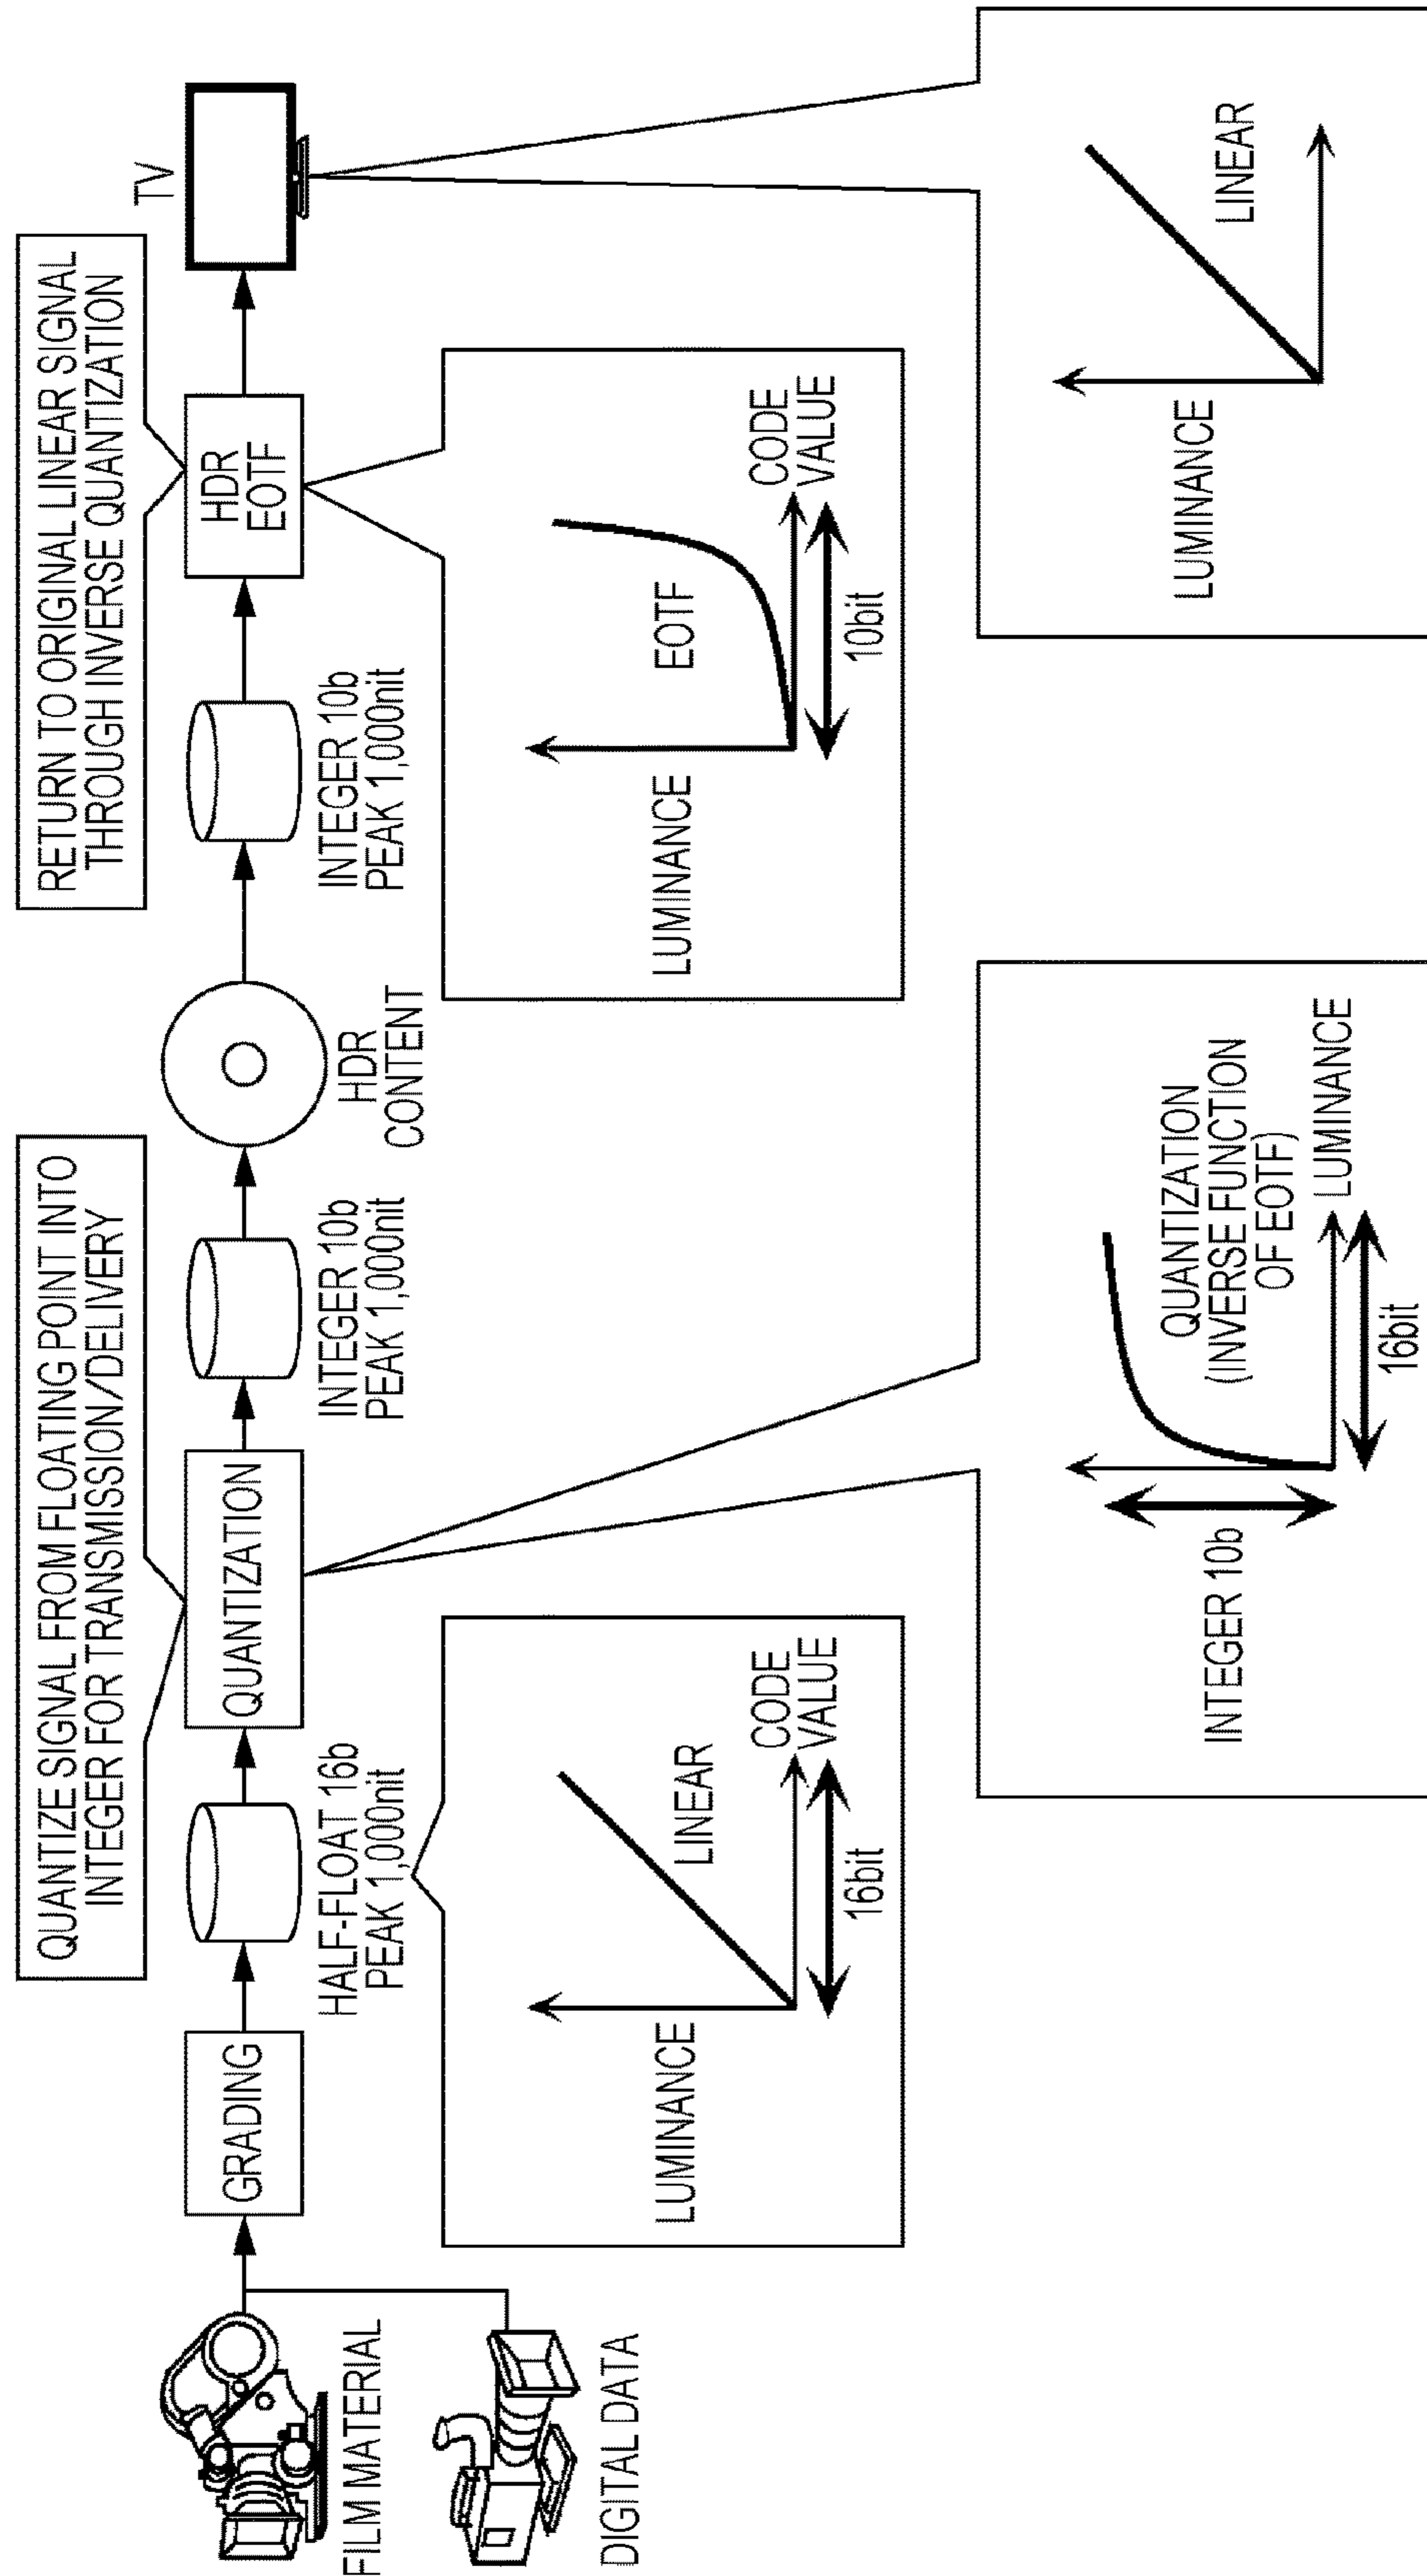 QUANTIZE SIGNAL FROM FLOATING POINT INTO
INTEGER FOR TRANSMISSION/DELIVERY
RETURN TO ORIGINAL LINEAR SIGNAL
THROUGH INVERSE QUANTIZATION
FILM MATERIAL
DIGITAL DATA
GRADING
HALF-FLOAT 16b
PEAK 1,000nit
QUANTIZATION
INTEGER 10b
PEAK 1,000nit
HDR
CONTENT
INTEGER 10b
PEAK 1,000nit
HDR
EOTF
TV
LUMINANCE
LINEAR
CODE
VALUE
16bit
LUMINANCE
EOTF
CODE
VALUE
10bit
INTEGER 10b
QUANTIZATION
(INVERSE FUNCTION
OF EOTF)
LUMINANCE
16bit
LUMINANCE
LINEAR